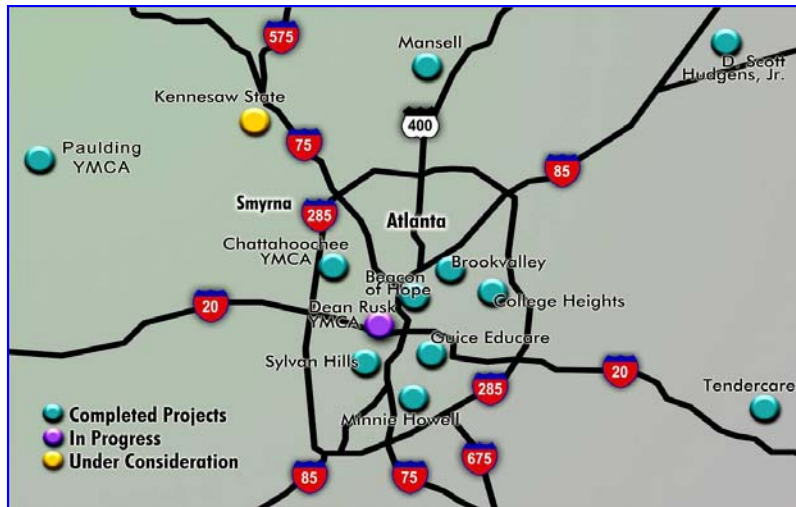 575
Mansell
D. Scott
Hudgens, Jr.
Kennesaw State
400
75
Paulding
YMCA
85
Smyrna
285
Atlanta
Chattahoochee
YMCA
Brookvalley
Beacon
of Hope
College Heights
20
Dean Rusk
YMCA
Guice Educare
Sylvan Hills
20
285
Tendercare
Minnie Howell
Completed Projects
In Progress
Under Consideration
675
85
75